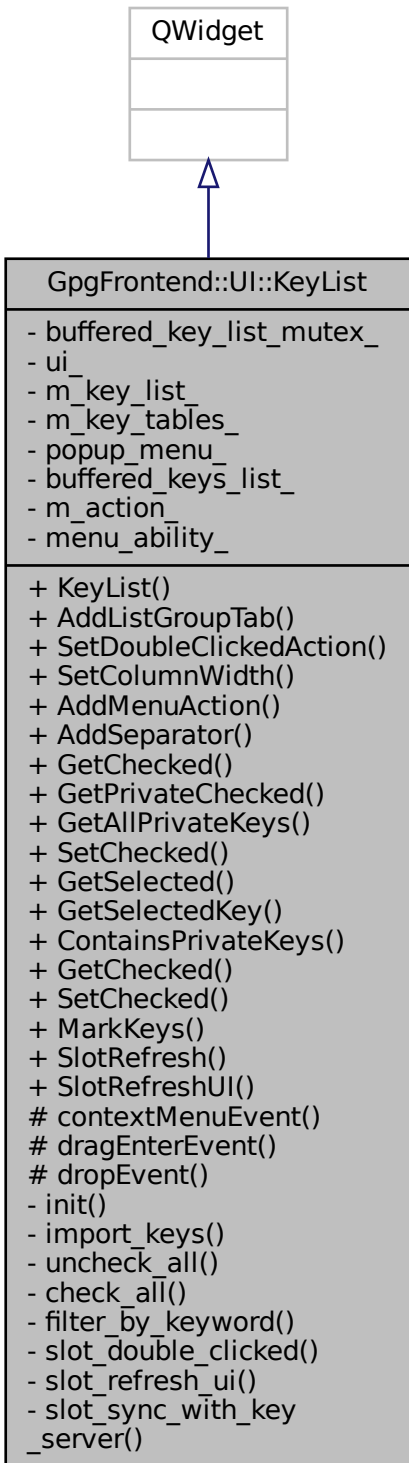 QWidget
GpgFrontend::UI::KeyList
- buffered_key_list_mutex_
- ui_
- m_key_list_
- m_key_tables_
- popup_menu_
- buffered_keys_list_
- m_action_
- menu_ability_
+ KeyList()
+ AddListGroupTab()
+ SetDoubleClickedAction()
+ SetColumnWidth()
+ AddMenuAction()
+ AddSeparator()
+ GetChecked()
+ GetPrivateChecked()
+ GetAllPrivateKeys()
+ SetChecked()
+ GetSelected()
+ GetSelectedKey()
+ ContainsPrivateKeys()
+ GetChecked()
+ SetChecked()
+ MarkKeys()
+ SlotRefresh()
+ SlotRefreshUI()
# contextMenuEvent()
# dragEnterEvent()
# dropEvent()
- init()
- import_keys()
- uncheck_all()
- check_all()
- filter_by_keyword()
- slot_double_clicked()
- slot_refresh_ui()
- slot_sync_with_key
_server()